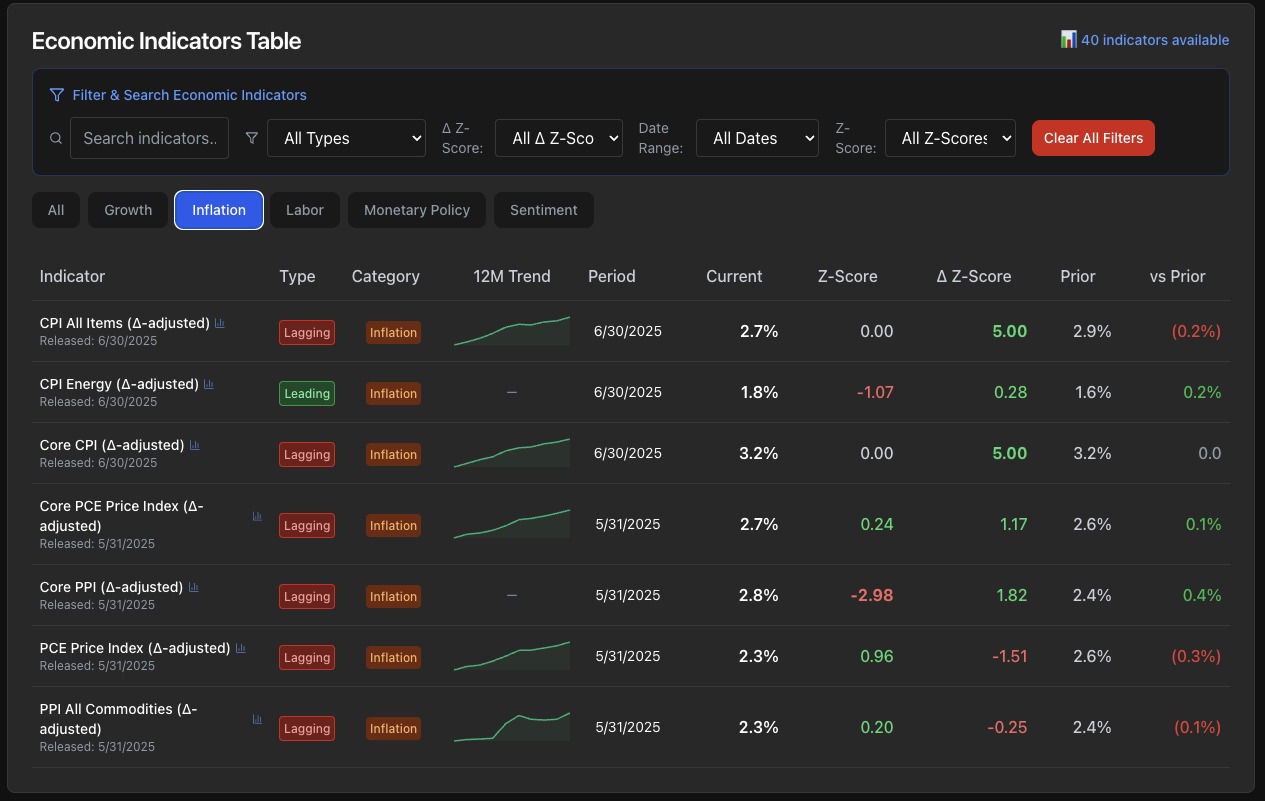 Economic Indicators Table
40 indicators available
Filter & Search Economic Indicators
Search indicators.. All Types Δ Z-Score: All Δ Z-Sco Date Range: All Dates Z-Score: All Z-Scores Clear All Filters
All Growth Inflation Labor Monetary Policy Sentiment
Indicator Type Category 12M Trend Period Current Z-Score Δ Z-Score Prior vs Prior
CPI All Items (Δ-adjusted)
Released: 6/30/2025
Lagging Inflation 6/30/2025 2.7% 0.00 5.00 2.9% (0.2%)
CPI Energy (Δ-adjusted)
Released: 6/30/2025
Leading Inflation — 6/30/2025 1.8% -1.07 0.28 1.6% 0.2%
Core CPI (Δ-adjusted)
Released: 6/30/2025
Lagging Inflation 6/30/2025 3.2% 0.00 5.00 3.2% 0.0
Core PCE Price Index (Δ-
adjusted)
Released: 5/31/2025
Lagging Inflation 5/31/2025 2.7% 0.24 1.17 2.6% 0.1%
Core PPI (Δ-adjusted)
Released: 5/31/2025
Lagging Inflation — 5/31/2025 2.8% -2.98 1.82 2.4% 0.4%
PCE Price Index (Δ-adjusted)
Released: 5/31/2025
Lagging Inflation 5/31/2025 2.3% 0.96 -1.51 2.6% (0.3%)
PPI All Commodities (Δ-
adjusted)
Released: 5/31/2025
Lagging Inflation 5/31/2025 2.3% 0.20 -0.25 2.4% (0.1%)